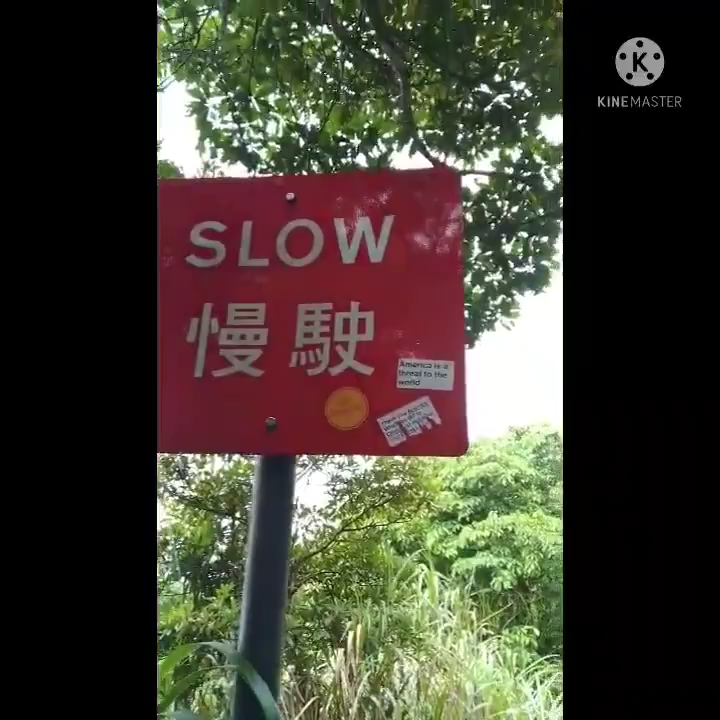 KINEMASTER
SLOW
慢駛
America is a
threat to the
world